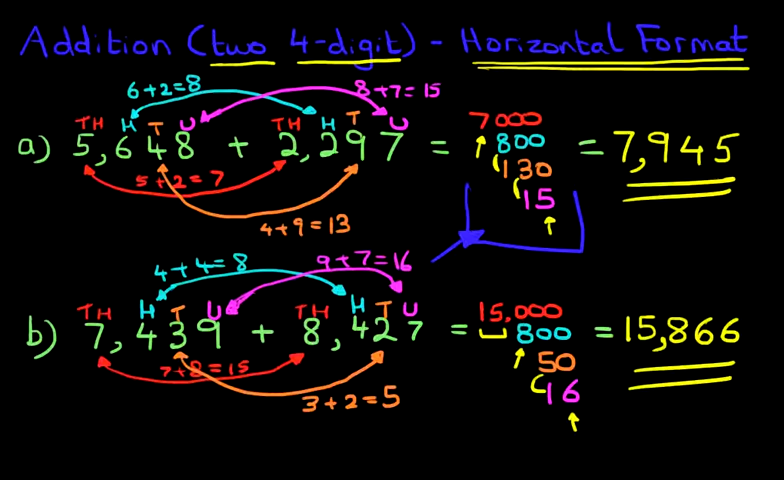 Addition (two 4-digit) - Horizontal Format
6+2=8 8+7=15
TH H T U TH H T U
a) 5,648 + 2,297 = 7000 = 7,945
800
130
15
5+2=7
4+9=13
4+4=8 9+7=16
TH H T U TH H T U
b) 7,439 + 8,427 = 15,000 = 15,866
800
50
16
7+8=15
3+2=5